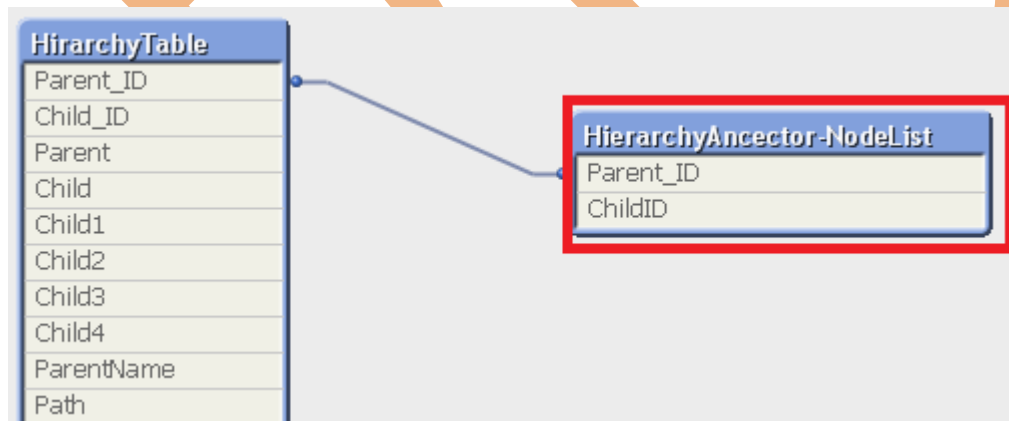 HirarchyTable
Parent_ID
Child_ID
Parent
Child
Child1
Child2
Child3
Child4
ParentName
Path
HierarchyAncector-NodeList
Parent_ID
ChildID